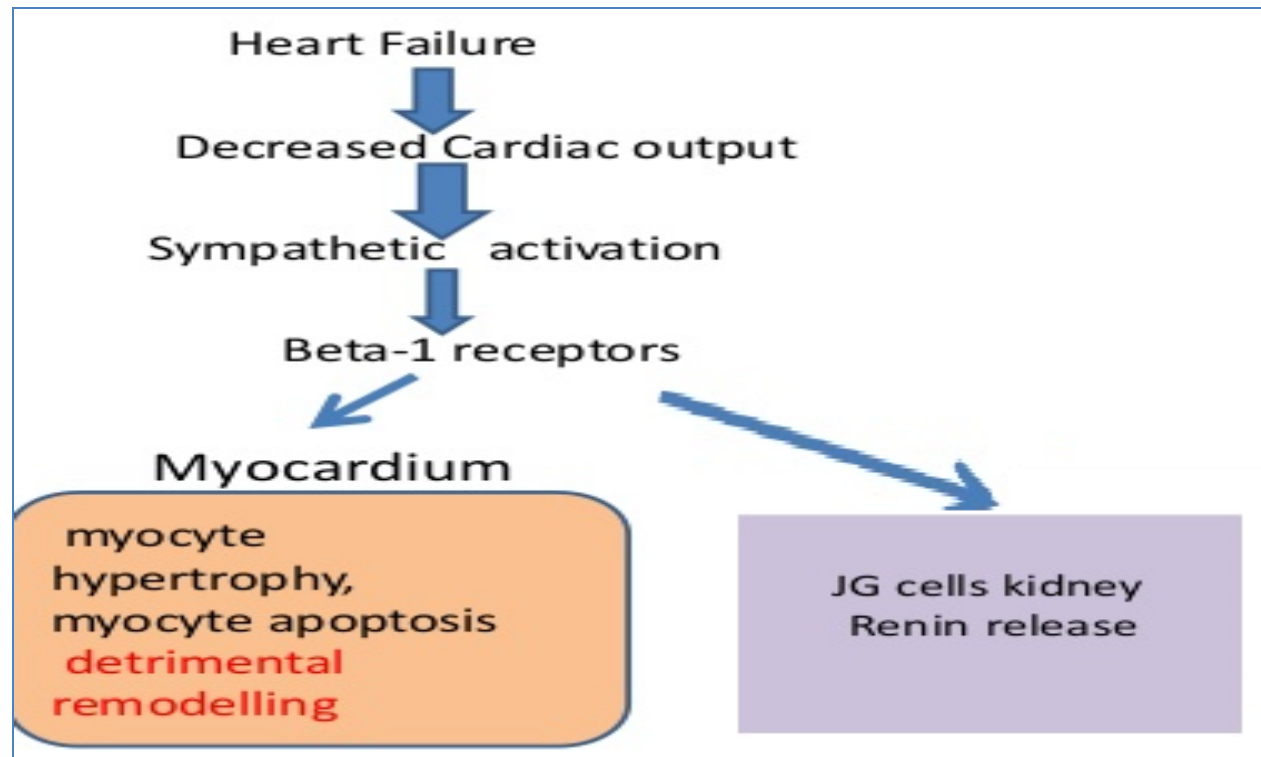 Heart Failure
Decreased Cardiac output
Sympathetic activation
Beta-1 receptors
Myocardium
myocyte
hypertrophy,
myocyte apoptosis
detrimental
remodelling
JG cells kidney
Renin release